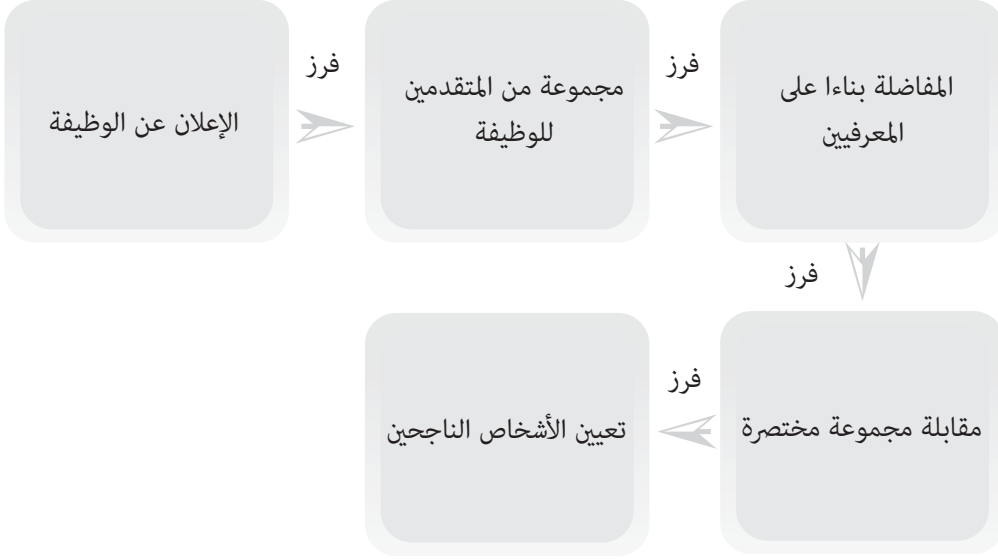 الإعلان عن الوظيفة
فرز
مجموعة من المتقدمين
للوظيفة
فرز
المفاضلة بناءا على
المعرفيين
فرز
مقابلة مجموعة مختصرة
فرز
تعيين الأشخاص الناجحين